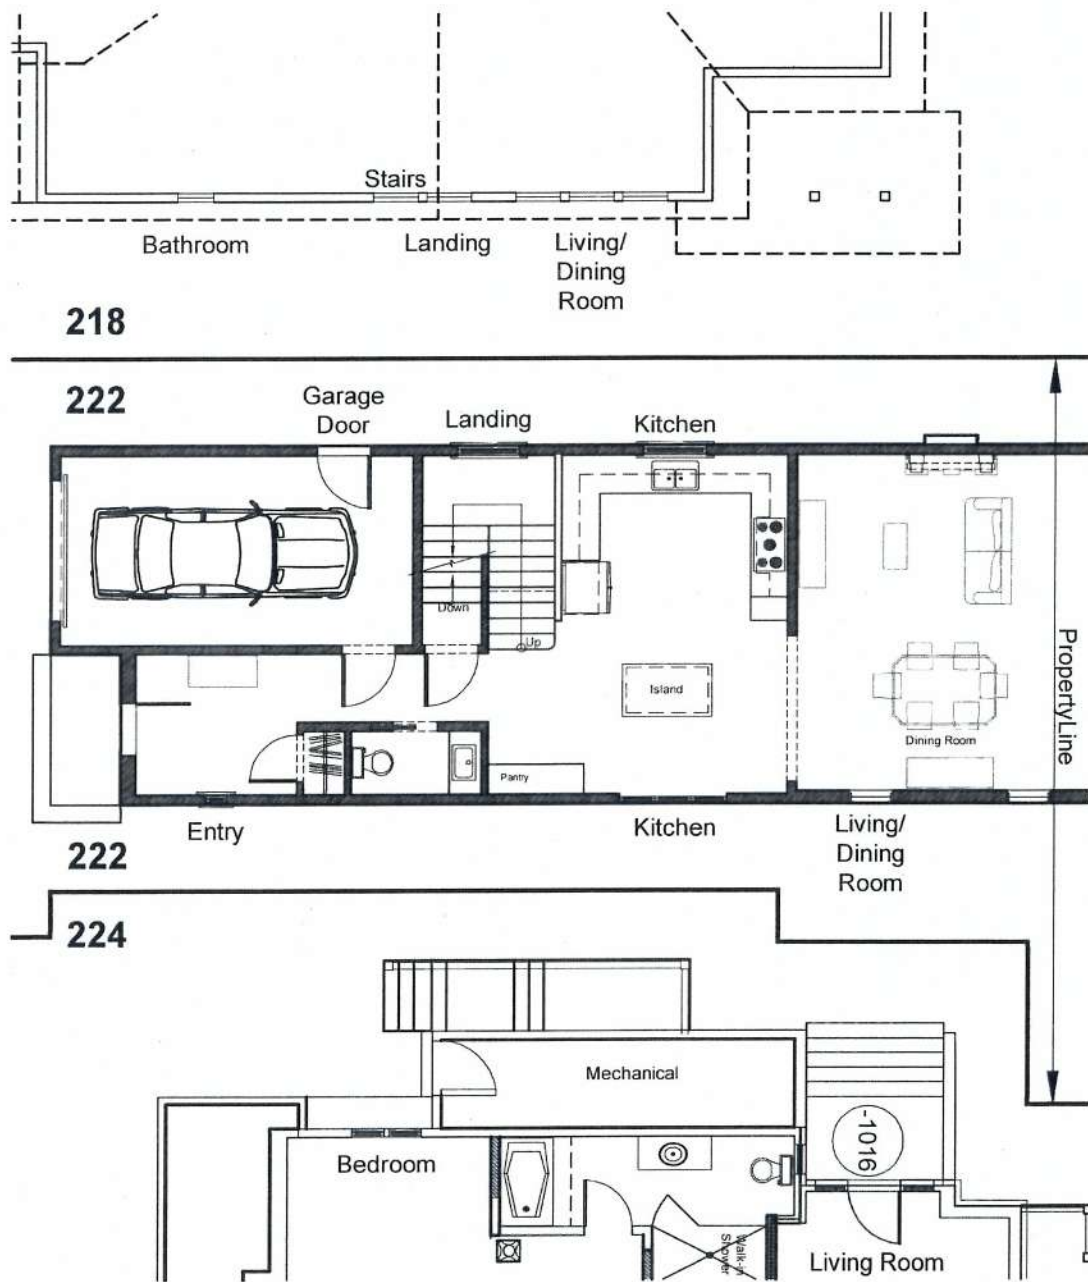 Stairs
Bathroom
Landing
Living/
Dining
Room
218
222
Garage
Door
Landing
Kitchen
Down
Up
Island
Dining Room
PropertyLine
Pantry
Entry
Kitchen
Living/
Dining
Room
222
224
Mechanical
-1016
Bedroom
Walk-in
Shower
Living Room